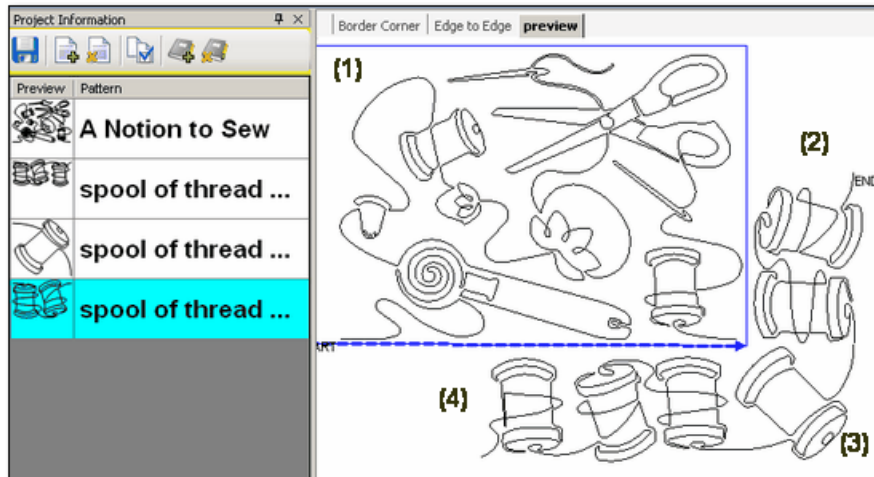 Project Information
Preview Pattern
A Notion to Sew
spool of thread ...
spool of thread ...
spool of thread ...
Border Corner Edge to Edge preview
(1)
(2)
END
(4)
(3)